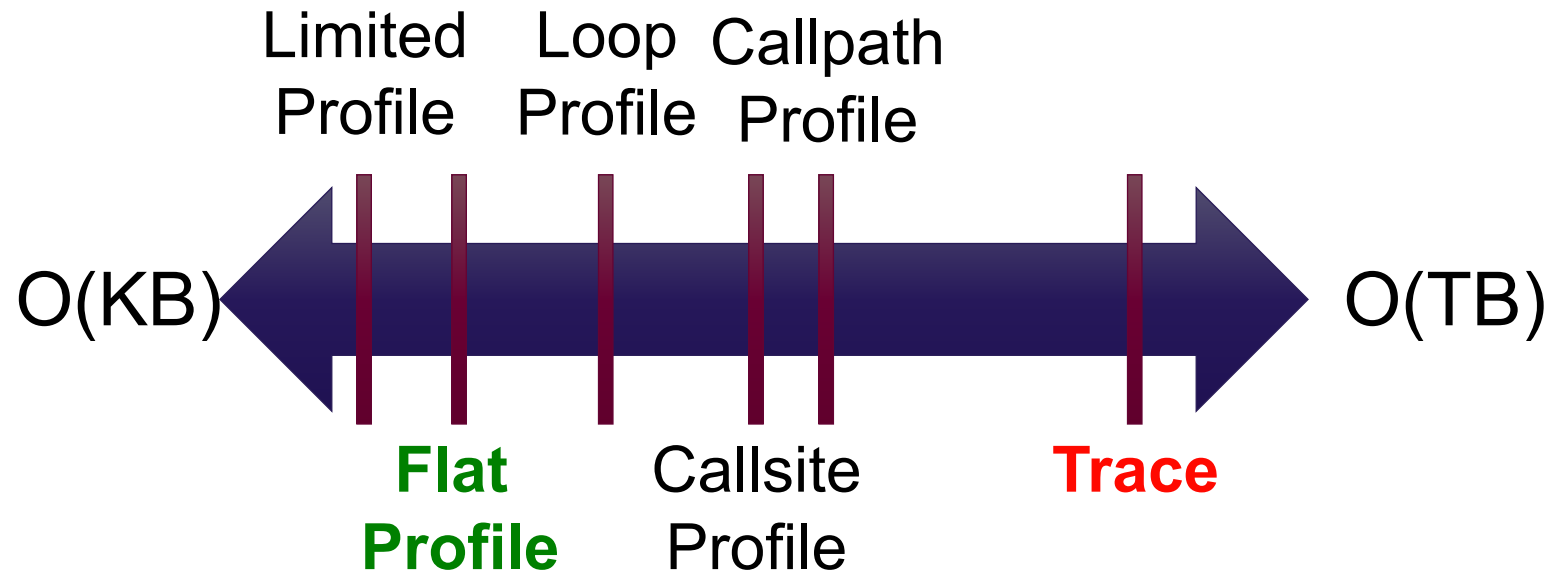 Limited
Profile
Loop
Profile
Callpath
Profile
O(KB)
O(TB)
Flat
Profile
Callsite
Profile
Trace